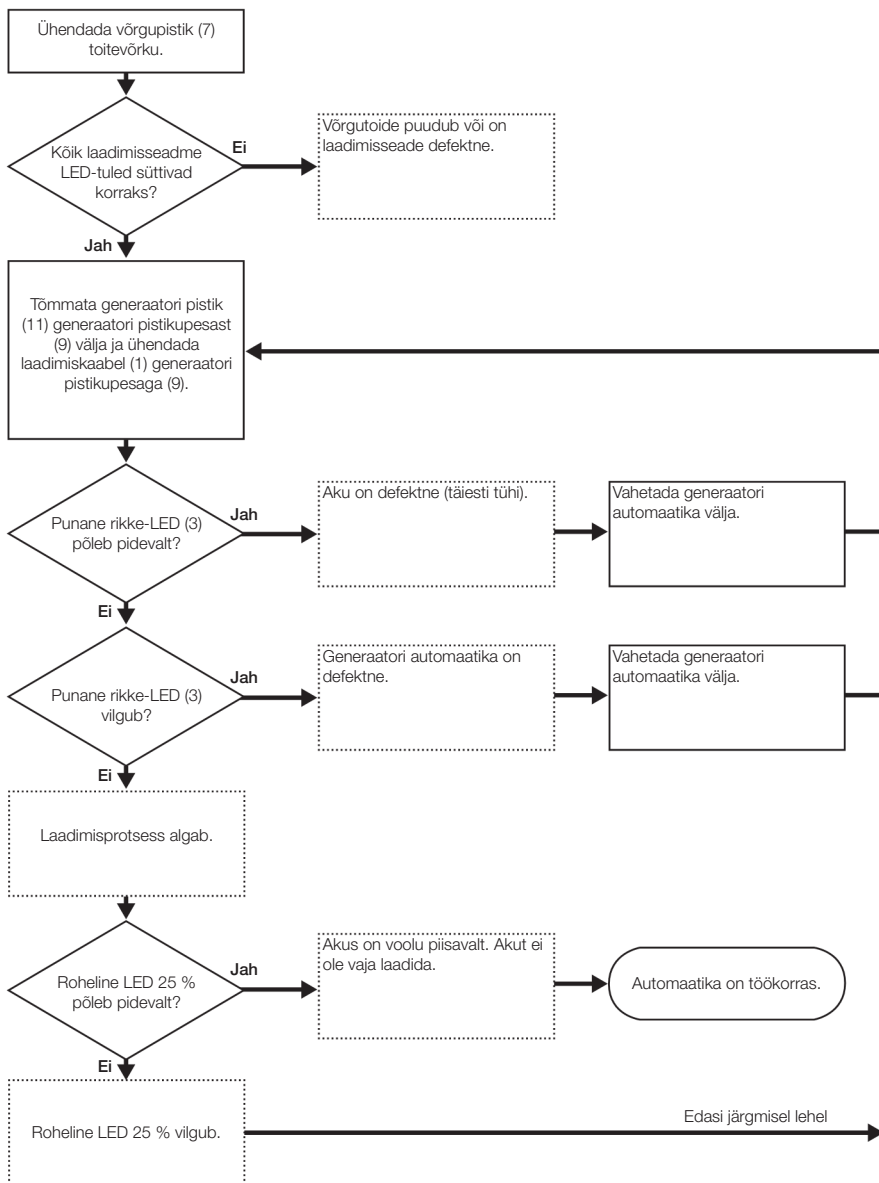 Ühendada võrgupistik (7)
toitevõrku.
Kõik laadimisseadme
LED-tuled süttivad
korraks?
Ei
Võrgutoide puudub või on
laadimisseade defektne.
Jah
Tõmmata generaatori pistik
(11) generaatori pistikupesast
(9) välja ja ühendada
laadimiskaabel (1) generaatori
pistikupesaga (9).
Punane rikke-LED (3)
põleb pidevalt?
Jah
Aku on defektne (täiesti tühi).
Vahetada generaatori
automaatika välja.
Ei
Punane rikke-LED (3)
vilgub?
Jah
Generaatori automaatika on
defektne.
Vahetada generaatori
automaatika välja.
Ei
Laadimisprotsess algab.
Roheline LED 25 %
põleb pidevalt?
Jah
Akus on voolu piisavalt. Akut ei
ole vaja laadida.
Automaatika on töökorras.
Ei
Roheline LED 25 % vilgub.
Edasi järgmisel lehel